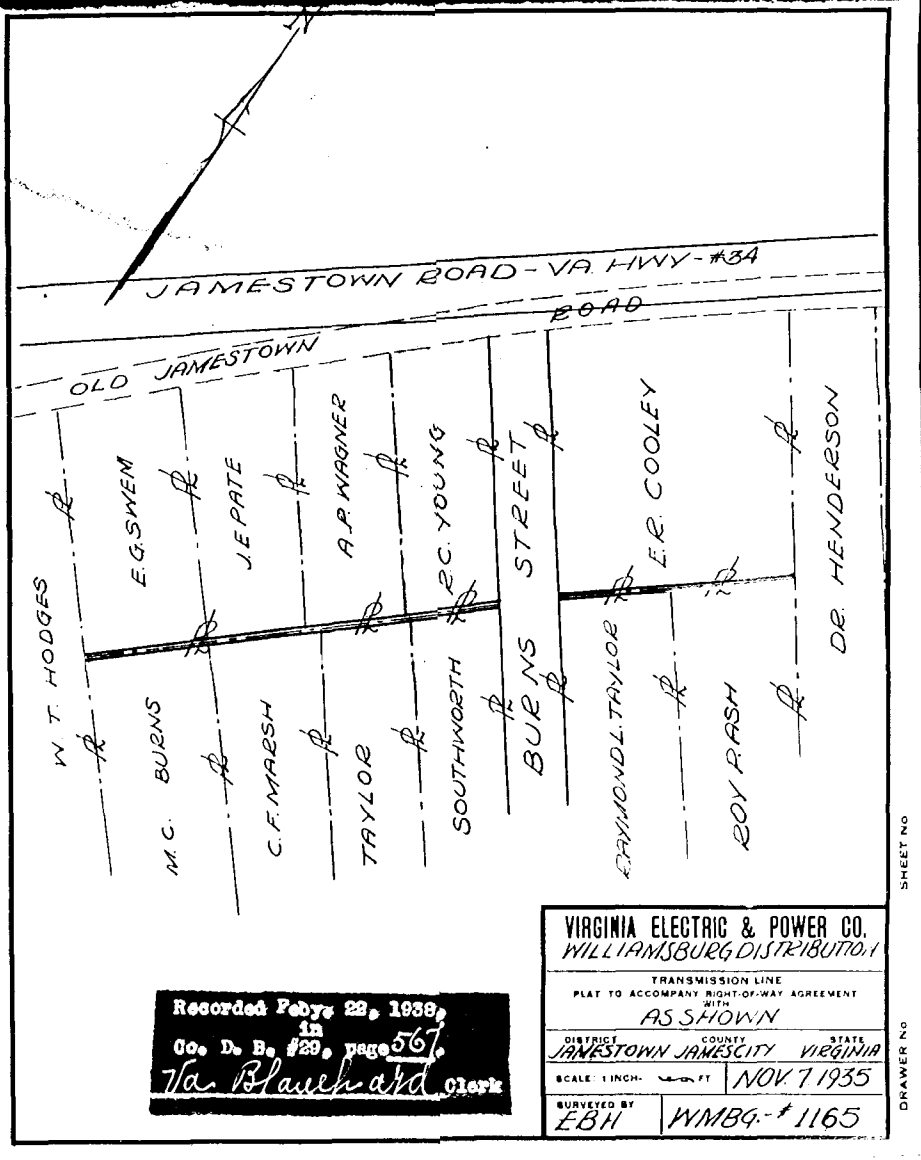 N
JAMESTOWN ROAD - VA. HWY - #34
OLD JAMESTOWN ROAD
W. T. HODGES
E.G. SWEM
J.E. PATE
A.P. WAGNER
R.C. YOUNG
BURNS STREET
E.R. COOLEY
DR. HENDERSON
M.C. BURNS
C.F. MARSH
TAYLOR
SOUTHWORTH
RAYMOND L. TAYLOR
ROY P. ASH
SHEET NO
DRAWER NO
VIRGINIA ELECTRIC & POWER CO.
WILLIAMSBURG DISTRIBUTION
TRANSMISSION LINE
PLAT TO ACCOMPANY RIGHT-OF-WAY AGREEMENT
WITH
AS SHOWN
DISTRICT COUNTY STATE
JAMESTOWN JAMES CITY VIRGINIA
SCALE: 1 INCH- FT NOV. 7 1935
SURVEYED BY
EBH WMBG.-# 1165
Recorded Feby. 22, 1938,
in
Co. D. B. #29, page 567.
Va. Blanchard Clerk